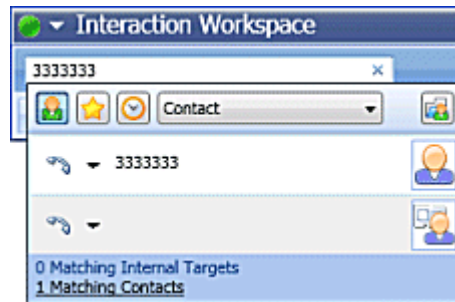 Interaction Workspace
3333333
Contact
3333333
0 Matching Internal Targets
1 Matching Contacts